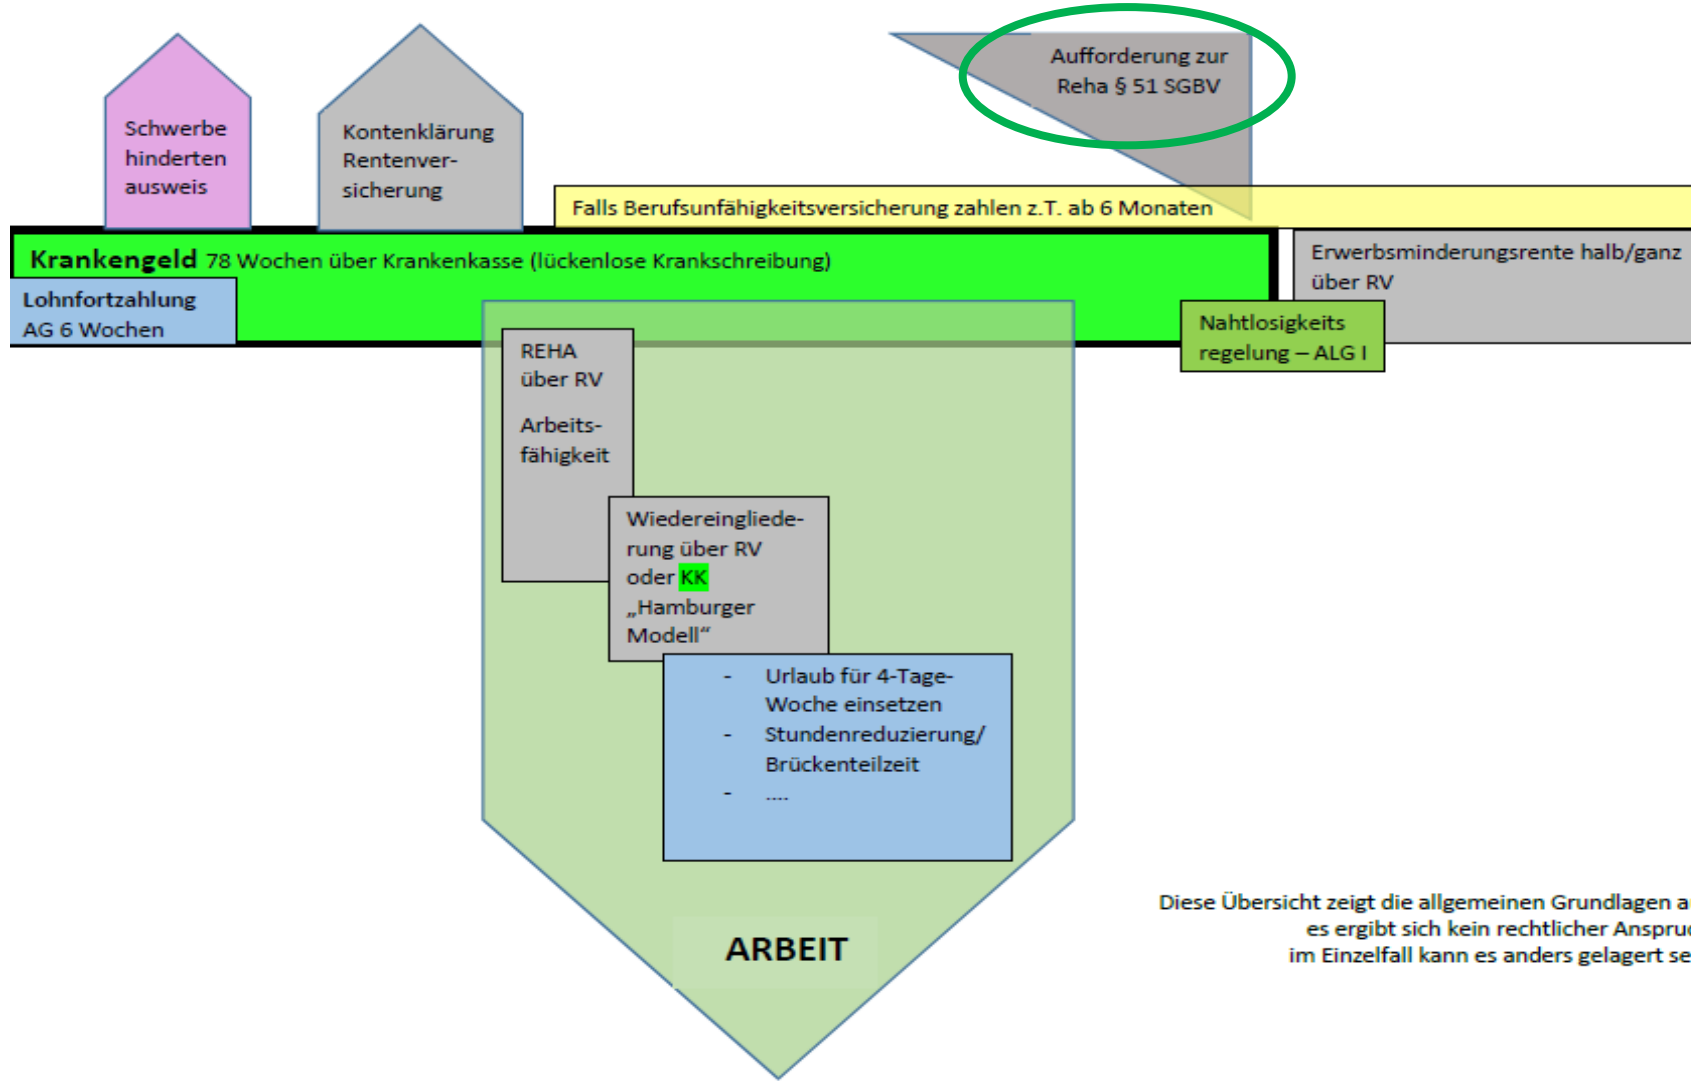 Aufforderung zur
Reha § 51 SGBV
Schwerbe
hinderten
ausweis
Kontenklärung
Rentenver-
sicherung
Falls Berufsunfähigkeitsversicherung zahlen z.T. ab 6 Monaten
Krankengeld 78 Wochen über Krankenkasse (lückenlose Krankschreibung)
Erwerbsminderungsrente halb/ganz
über RV
Lohnfortzahlung
AG 6 Wochen
Nahtlosigkeits
regelung – ALG I
REHA
über RV
Arbeits-
fähigkeit
Wiedereingliede-
rung über RV
oder KK
„Hamburger
Modell“
- Urlaub für 4-Tage-
Woche einsetzen
- Stundenreduzierung/
Brückenteilzeit
- ....
ARBEIT
Diese Übersicht zeigt die allgemeinen Grundlagen
es ergibt sich kein rechtlicher
im Einzelfall kann es anders gelagert